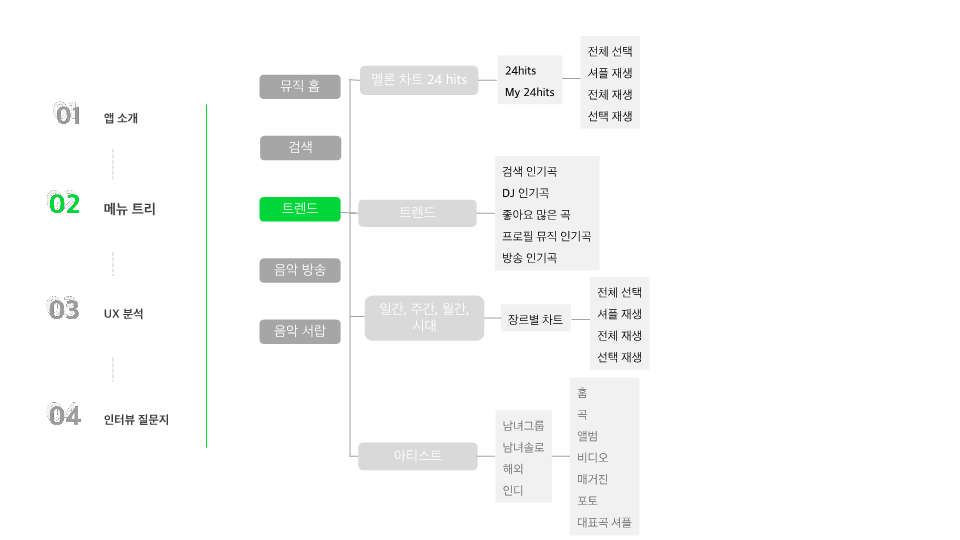 01
앱 소개
02
메뉴 트리
03
UX 분석
04
인터뷰 질문지
뮤직 홈
검색
트렌드
음악 방송
음악 서랍
멜론 차트 24 hits
24hits
My 24hits
전체 선택
셔플 재생
전체 재생
선택 재생
트렌드
검색 인기곡
DJ 인기곡
좋아요 많은 곡
프로필 뮤직 인기곡
방송 인기곡
일간, 주간, 월간,
시대
장르별 차트
전체 선택
셔플 재생
전체 재생
선택 재생
아티스트
남녀그룹
남녀솔로
해외
인디
홈
곡
앨범
비디오
매거진
포토
대표곡 셔플